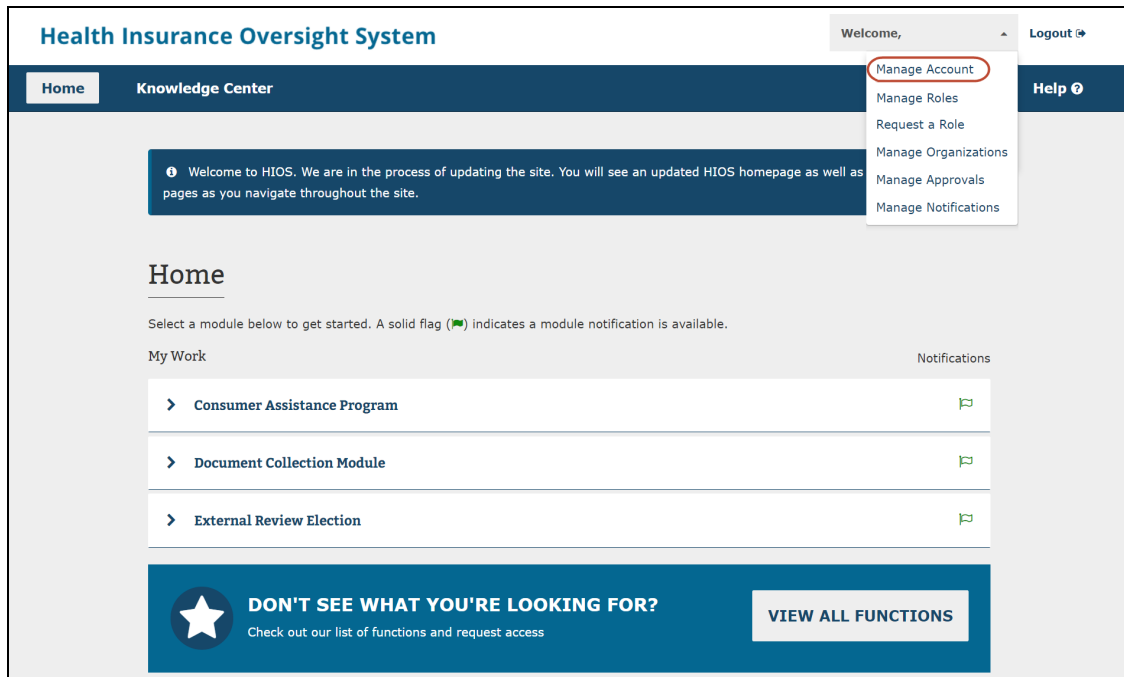 Health Insurance Oversight System
Welcome,
Logout
Home
Knowledge Center
Help
Manage Account
Manage Roles
Request a Role
Manage Organizations
Manage Approvals
Manage Notifications
Welcome to HIOS. We are in the process of updating the site. You will see an updated HIOS homepage as well as
pages as you navigate throughout the site.
Home
Select a module below to get started. A solid flag () indicates a module notification is available.
My Work
Notifications
Consumer Assistance Program
Document Collection Module
External Review Election
DON'T SEE WHAT YOU'RE LOOKING FOR?
Check out our list of functions and request access
VIEW ALL FUNCTIONS